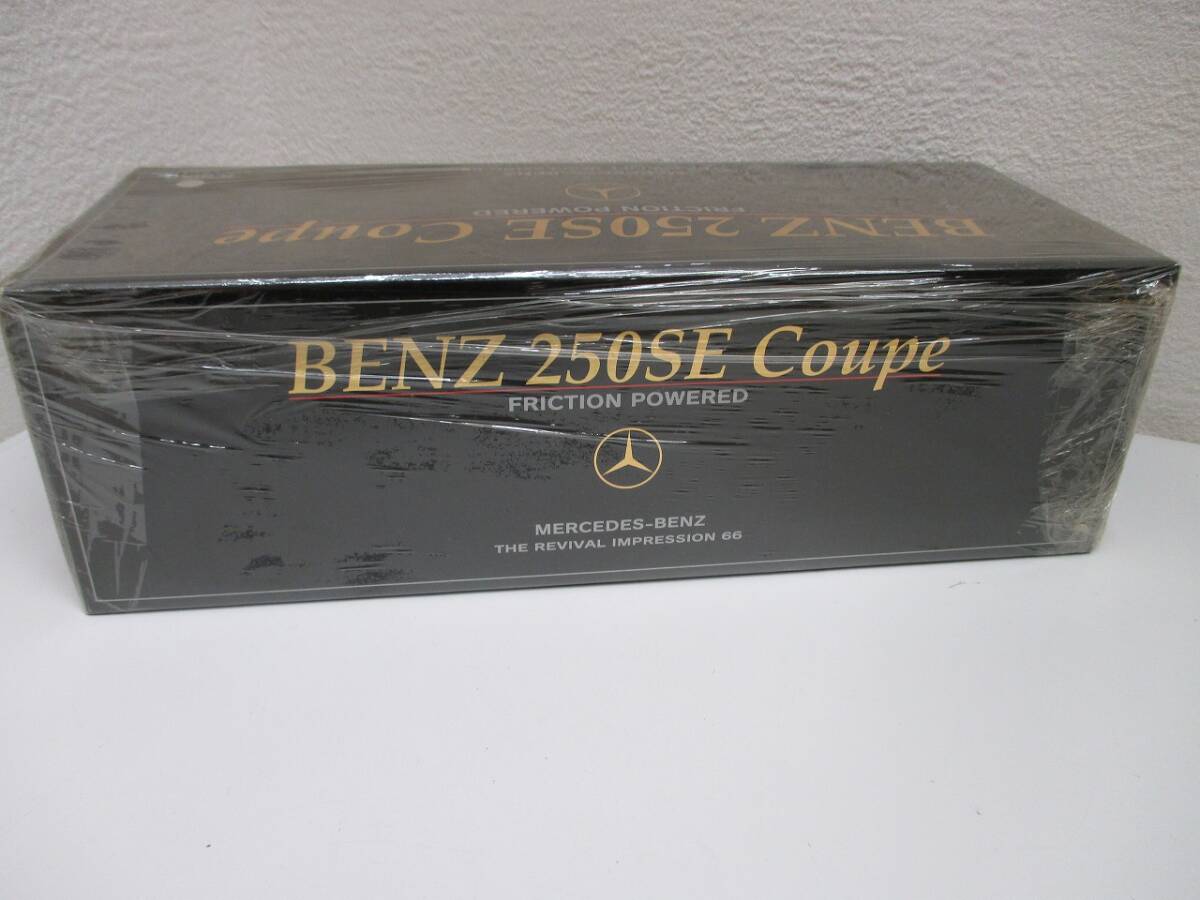 FRICTION POWERED
BENZ 250SE Coupe
BENZ 250SE Coupe
FRICTION POWERED
MERCEDES-BENZ
THE REVIVAL IMPRESSION 66